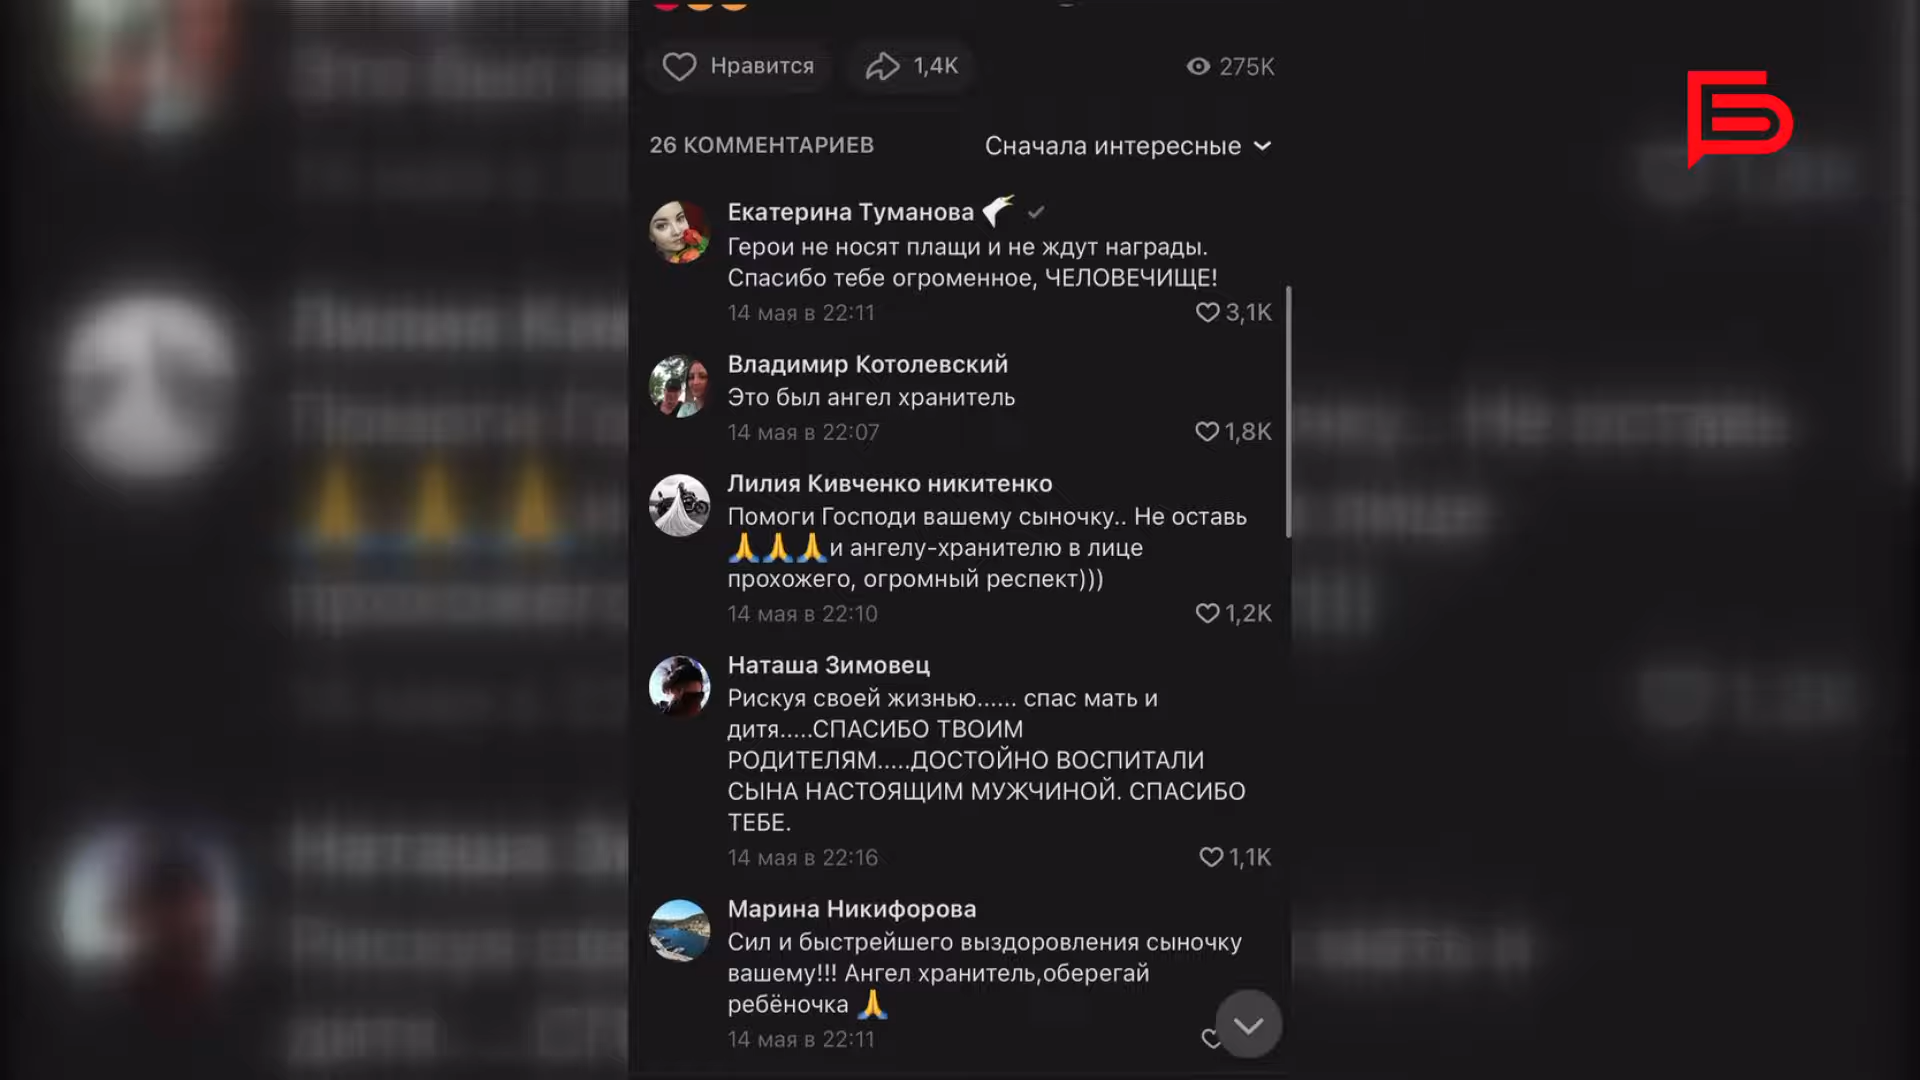 Нравится
1,4K
275K
26 КОММЕНТАРИЕВ
Сначала интересные
Екатерина Туманова
Герои не носят плащи и не ждут награды.
Спасибо тебе огроменное, ЧЕЛОВЕЧИЩЕ!
14 мая в 22:11
3,1K
Владимир Котолевский
Это был ангел хранитель
14 мая в 22:07
1,8K
Лилия Кивченко никитенко
Помоги Господи вашему сыночку.. Не оставь
🙏🙏🙏и ангелу-хранителю в лице
прохожего, огромный респект)))
14 мая в 22:10
1,2K
Наташа Зимовец
Рискуя своей жизнью...... спас мать и
дитя.....СПАСИБО ТВОИМ
РОДИТЕЛЯМ.....ДОСТОЙНО ВОСПИТАЛИ
СЫНА НАСТОЯЩИМ МУЖЧИНОЙ. СПАСИБО
ТЕБЕ.
14 мая в 22:16
1,1K
Марина Никифорова
Сил и быстрейшего выздоровления сыночку
вашему!!! Ангел хранитель,оберегай
ребёночка 🙏
14 мая в 22:11